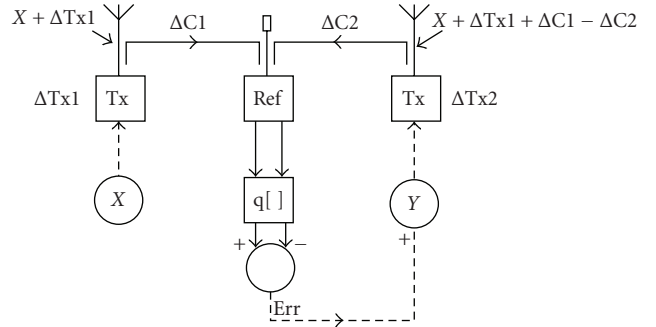 X + ΔTx1
ΔC1
ΔC2
X + ΔTx1 + ΔC1 − ΔC2
ΔTx1
Tx
Ref
Tx
ΔTx2
X
q[ ]
Y
+
−
+
Err